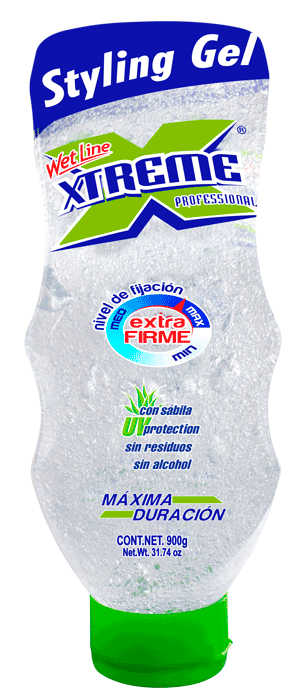 Styling Gel
Wet Line
XTREME®
PROFESSIONAL
nivel de fijación
MED MAX
extra
FIRME
min
con sábila
UV protection
sin residuos
sin alcohol
MÁXIMA
DURACIÓN
CONT.NET. 900g
Net.Wt. 31.74 oz